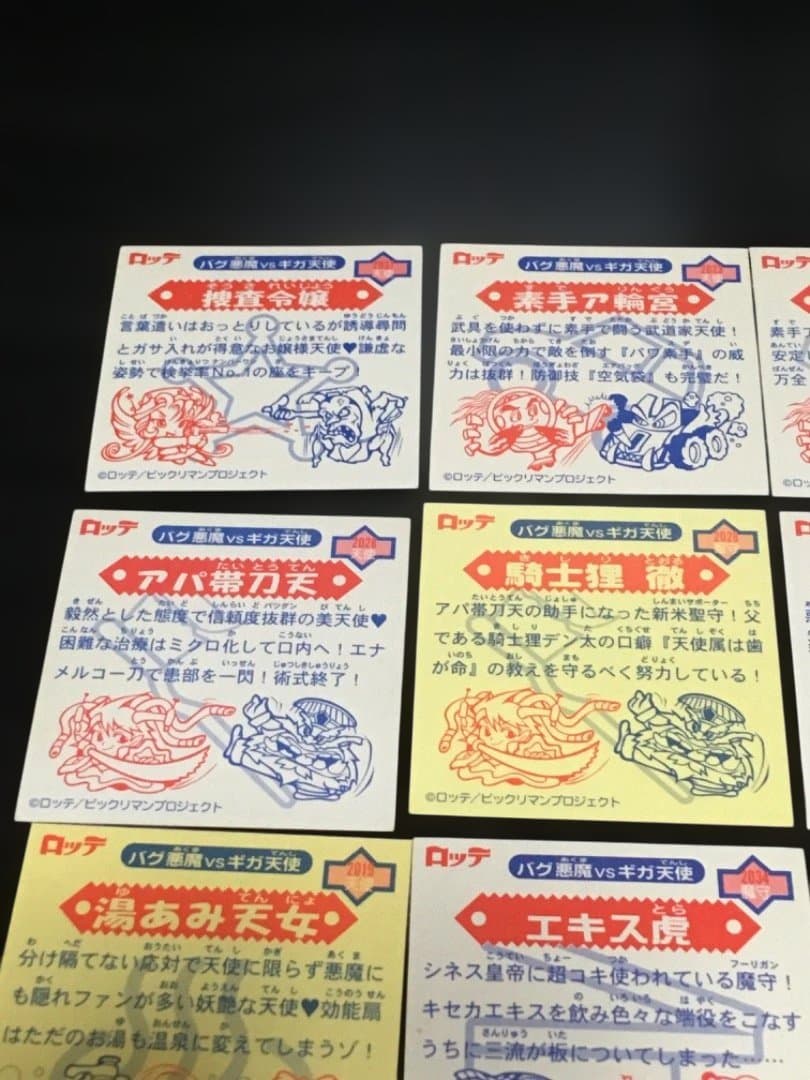 ロッテ
バグ悪魔vsギガ天使
捜査令嬢
言葉遣いはおっとりしているが誘導尋問
とガサ入れが得意なお嬢様天使♥謙虚な
姿勢で検挙率No.1の座をキープ!
©ロッテ/ビックリマンプロジェクト
ロッテ
バグ悪魔vsギガ天使
素手ア輪宮
武具を使わずに素手で闘う武道家天使!
最小限の力で敵を倒す『パワ素手』の威
力は抜群!防御技『空気袋』も完璧だ!
©ロッテ/ビックリマンプロジェクト
素手
安定
万全
ロッテ
バグ悪魔vsギガ天使
2028
天使
アパ帯刀天
毅然とした態度で信頼度抜群の美天使♥
困難な治療はミクロ化して口内へ!エナ
メルコー刀で患部を一閃!術式終了!
©ロッテ/ビックリマンプロジェクト
ロッテ
バグ悪魔vsギガ天使
2028
騎士狸 徹
アパ帯刀天の助手になった新米聖守!父
である騎士狸デン太の口癖『天使属は歯
が命』の教えを守るべく努力している!
©ロッテ/ビックリマンプロジェクト
ロッテ
バグ悪魔vsギガ天使
2019
湯あみ天女
分け隔てない応対で天使に限らず悪魔に
も隠れファンが多い妖艶な天使♥効能扇
はただのお湯も温泉に変えてしまうゾ!
ロッテ
バグ悪魔vsギガ天使
2034
魔守
エキス虎
シネス皇帝に超コキ使われている魔守!
キセカエキスを飲み色々な端役をこなす
うちに三流が板についてしまった……